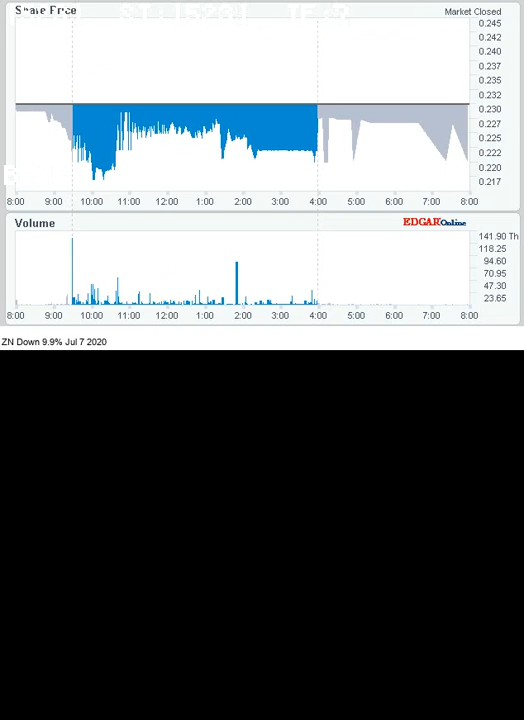 Share Price
Market Closed
0.245
0.242
0.240
0.237
0.235
0.232
0.230
0.227
0.225
0.222
0.220
0.217
8:00 9:00 10:00 11:00 12:00 1:00 2:00 3:00 4:00 5:00 6:00 7:00 8:00
Volume
EDGAR Online
141.90 Th
118.25
94.60
70.95
47.30
23.65
8:00 9:00 10:00 11:00 12:00 1:00 2:00 3:00 4:00 5:00 6:00 7:00 8:00
ZN Down 9.9% Jul 7 2020